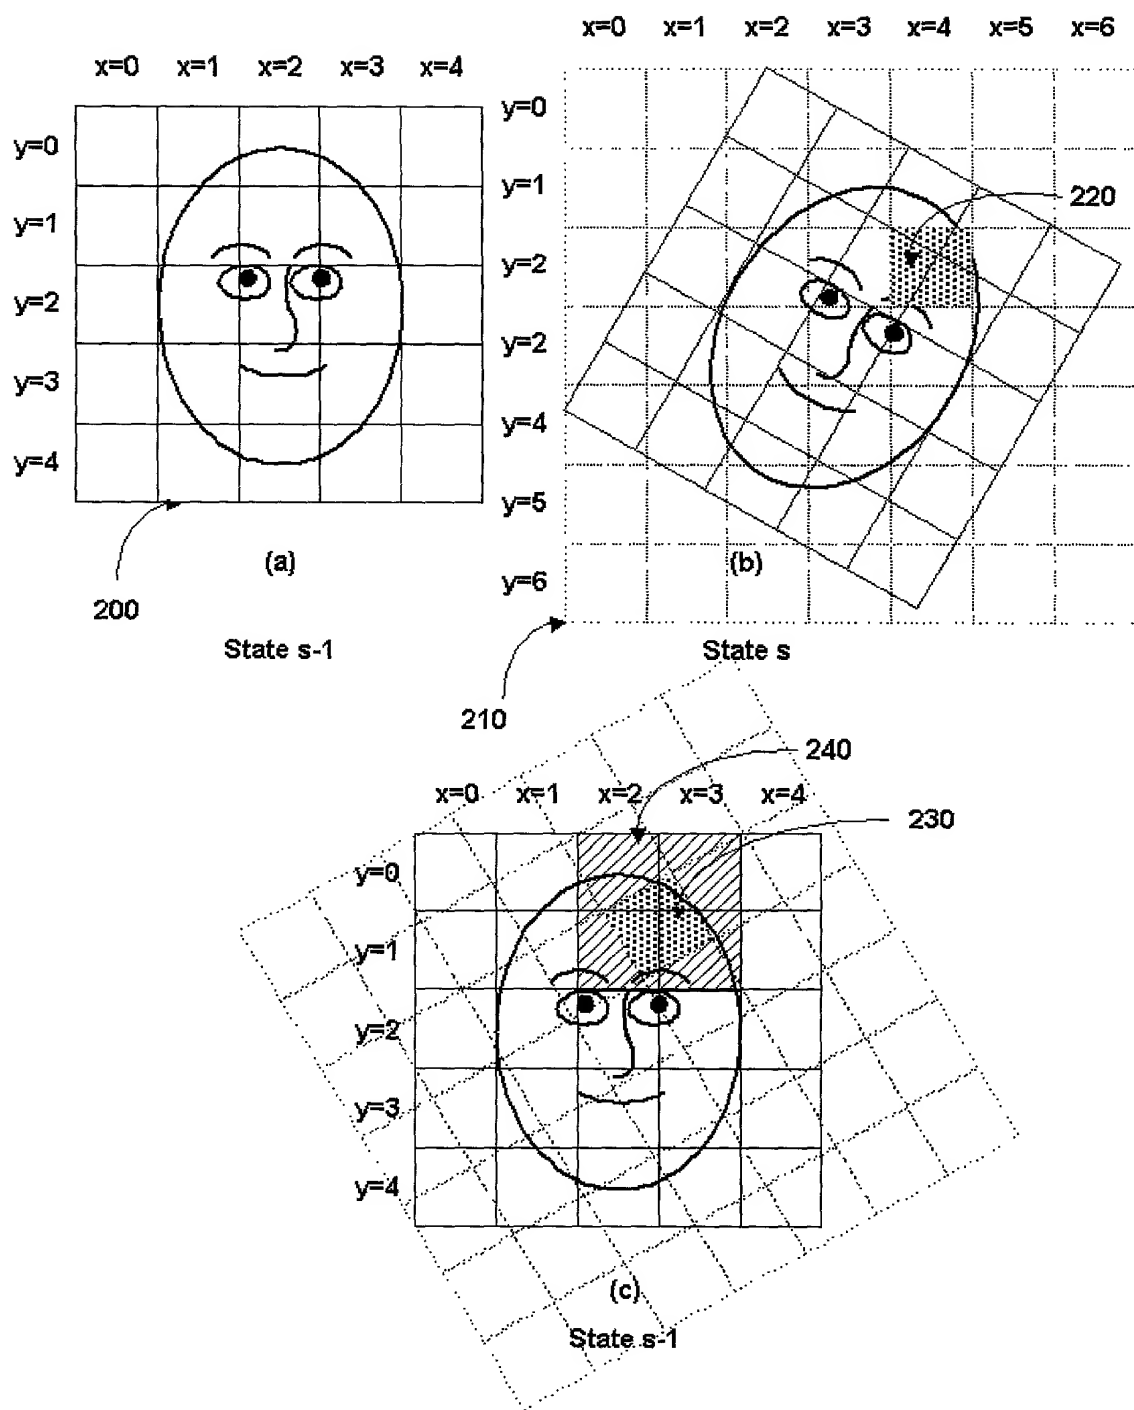 x=0 x=1 x=2 x=3 x=4 x=5 x=6
x=0 x=1 x=2 x=3 x=4
y=0
y=1
y=2
y=3
y=4
y=0
y=1
y=2
y=2
y=4
y=5
y=6
220
200
(a)
(b)
State s-1
State s
210
240
x=0 x=1 x=2 x=3 x=4
230
y=0
y=1
y=2
y=3
y=4
(c)
State s-1